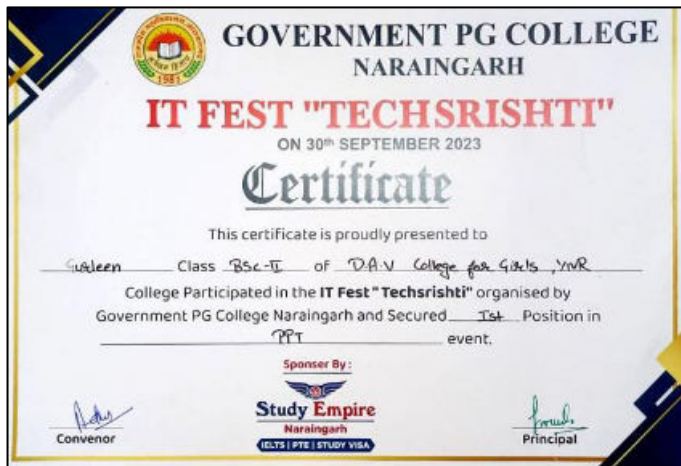 GOVERNMENT PG COLLEGE
NARAINGARH
1981
IT FEST "TECHSRISHTI"
ON 30th SEPTEMBER 2023
Certificate
This certificate is proudly presented to
Gurleen Class BSc-II of D.A.V College for Girls, YNR
College Participated in the IT Fest "Techsrishti" organised by
Government PG College Naraingarh and Secured Ist Position in
PPT event.
Sponser By :
Study Empire
Naraingarh
IELTS | PTE | STUDY VISA
Convenor
Principal